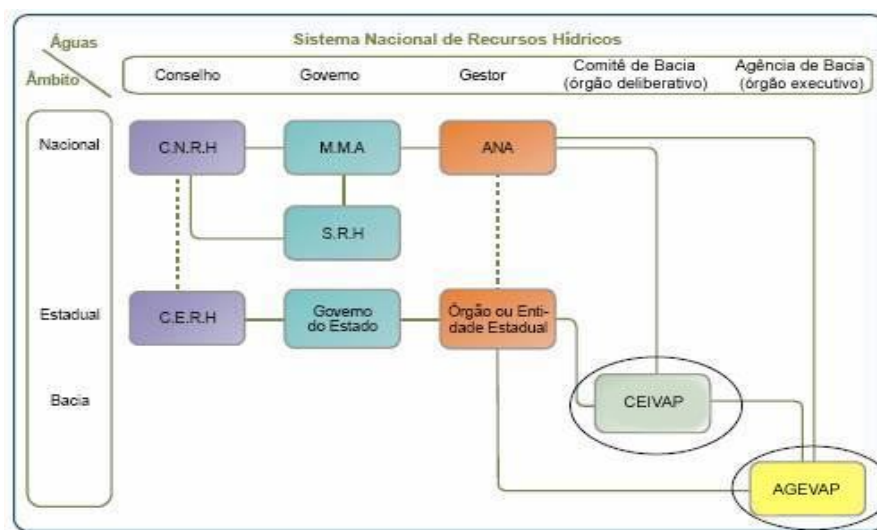 Águas
Âmbito
Sistema Nacional de Recursos Hídricos
Conselho
Governo
Gestor
Comitê de Bacia
(órgão deliberativo)
Agência de Bacia
(órgão executivo)
Nacional
C.N.R.H
M.M.A
ANA
S.R.H
Estadual
C.E.R.H
Governo
do Estado
Órgão ou Enti-
dade Estadual
Bacia
CEIVAP
AGEVAP